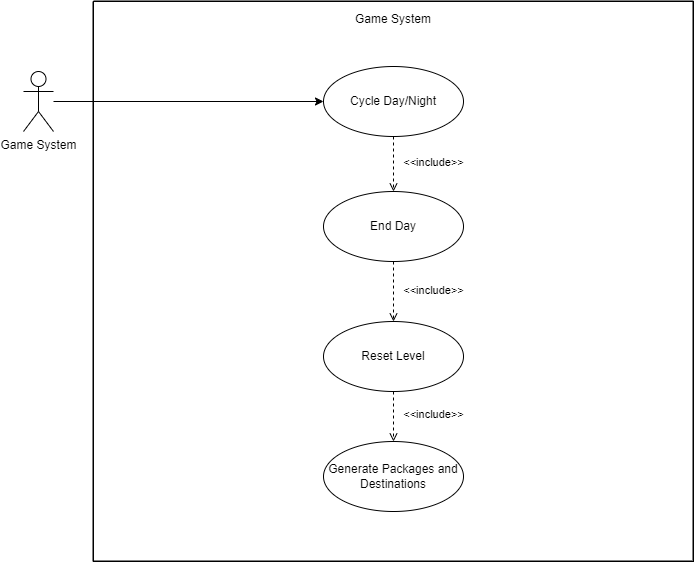 Game System
Cycle Day/Night
Game System
<<include>>
End Day
<<include>>
Reset Level
<<include>>
Generate Packages and
Destinations